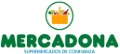 MERCADONA
SUPERMERCADOS DE CONFIANZA